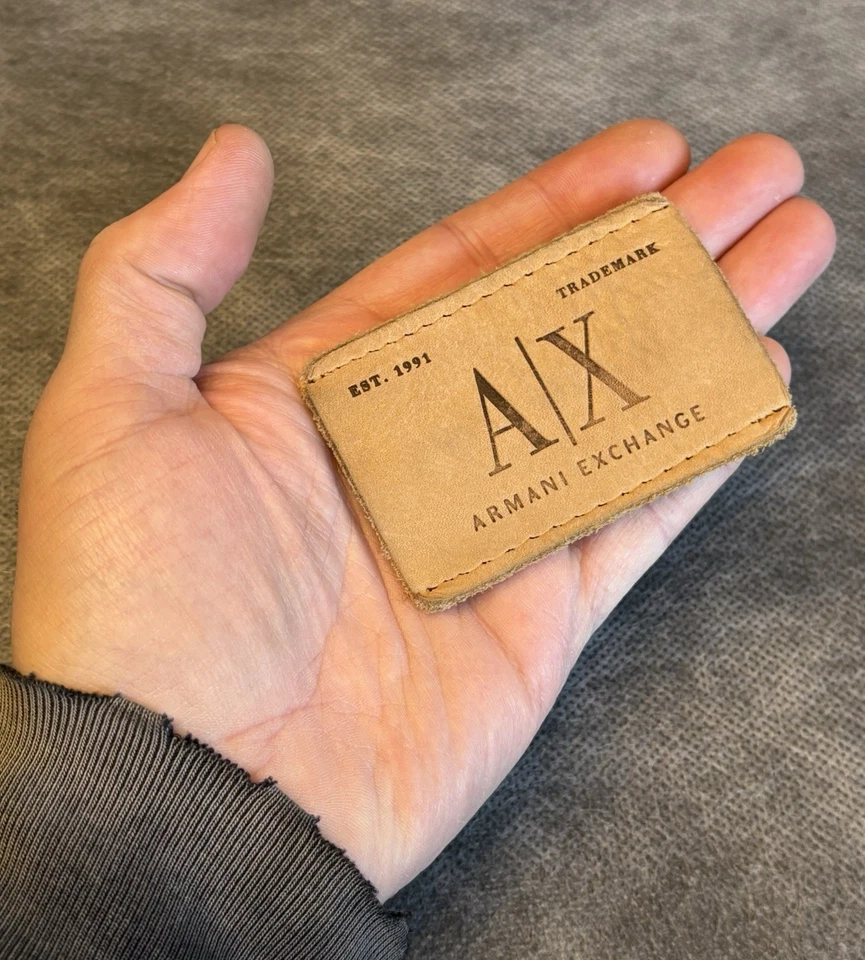 TRADEMARK
EST. 1991
A|X
ARMANI EXCHANGE